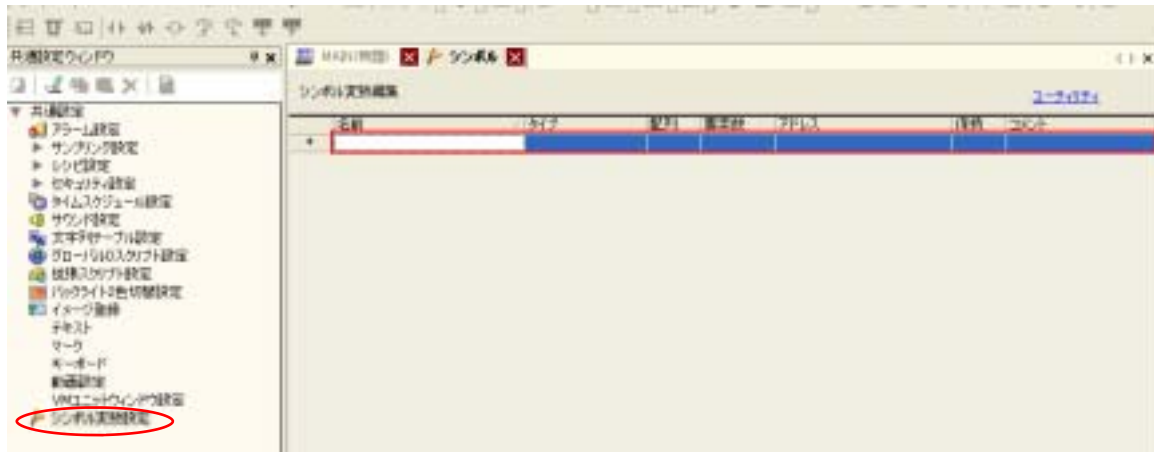 共通設定ウィンドウ
MAIN(
シンボル
シンボル変数編集
ユーティリティ
名前 タイプ 配列 要素数 アドレス 保持 コメント
共通設定
アラーム設定
サンプリング設定
レシピ設定
セキュリティ設定
タイムスケジュール設定
サウンド設定
文字列テーブル設定
グローバルDスクリプト設定
拡張スクリプト設定
バックライト2色切替設定
イメージ登録
テキスト
マーク
キーボード
動画設定
VMユニットウィンドウ設定
シンボル変数設定